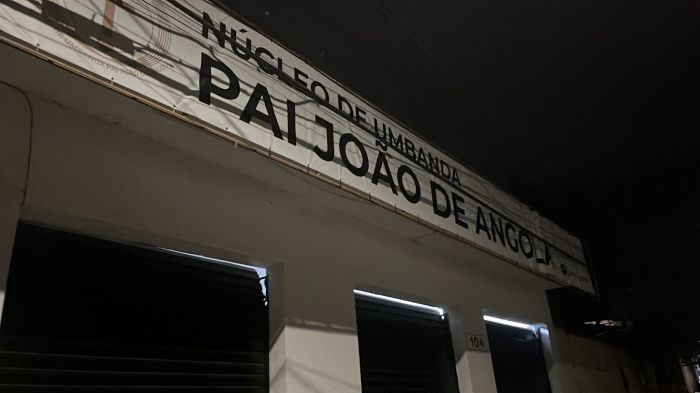 NÚCLEO DE UMBANDA
PAI JOÃO DE ANGOLA
104